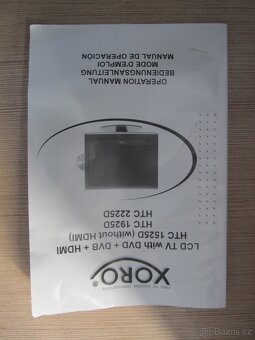 XORO®
LCD TV with DVD + DVB + HDMI
HTC 1525D (without HDMI)
HTC 1925D
HTC 2225D
OPERATION MANUAL
BEDIENUNGSANLEITUNG
MODE D'EMPLOI
MANUAL DE OPERACION
Bazoš.cz